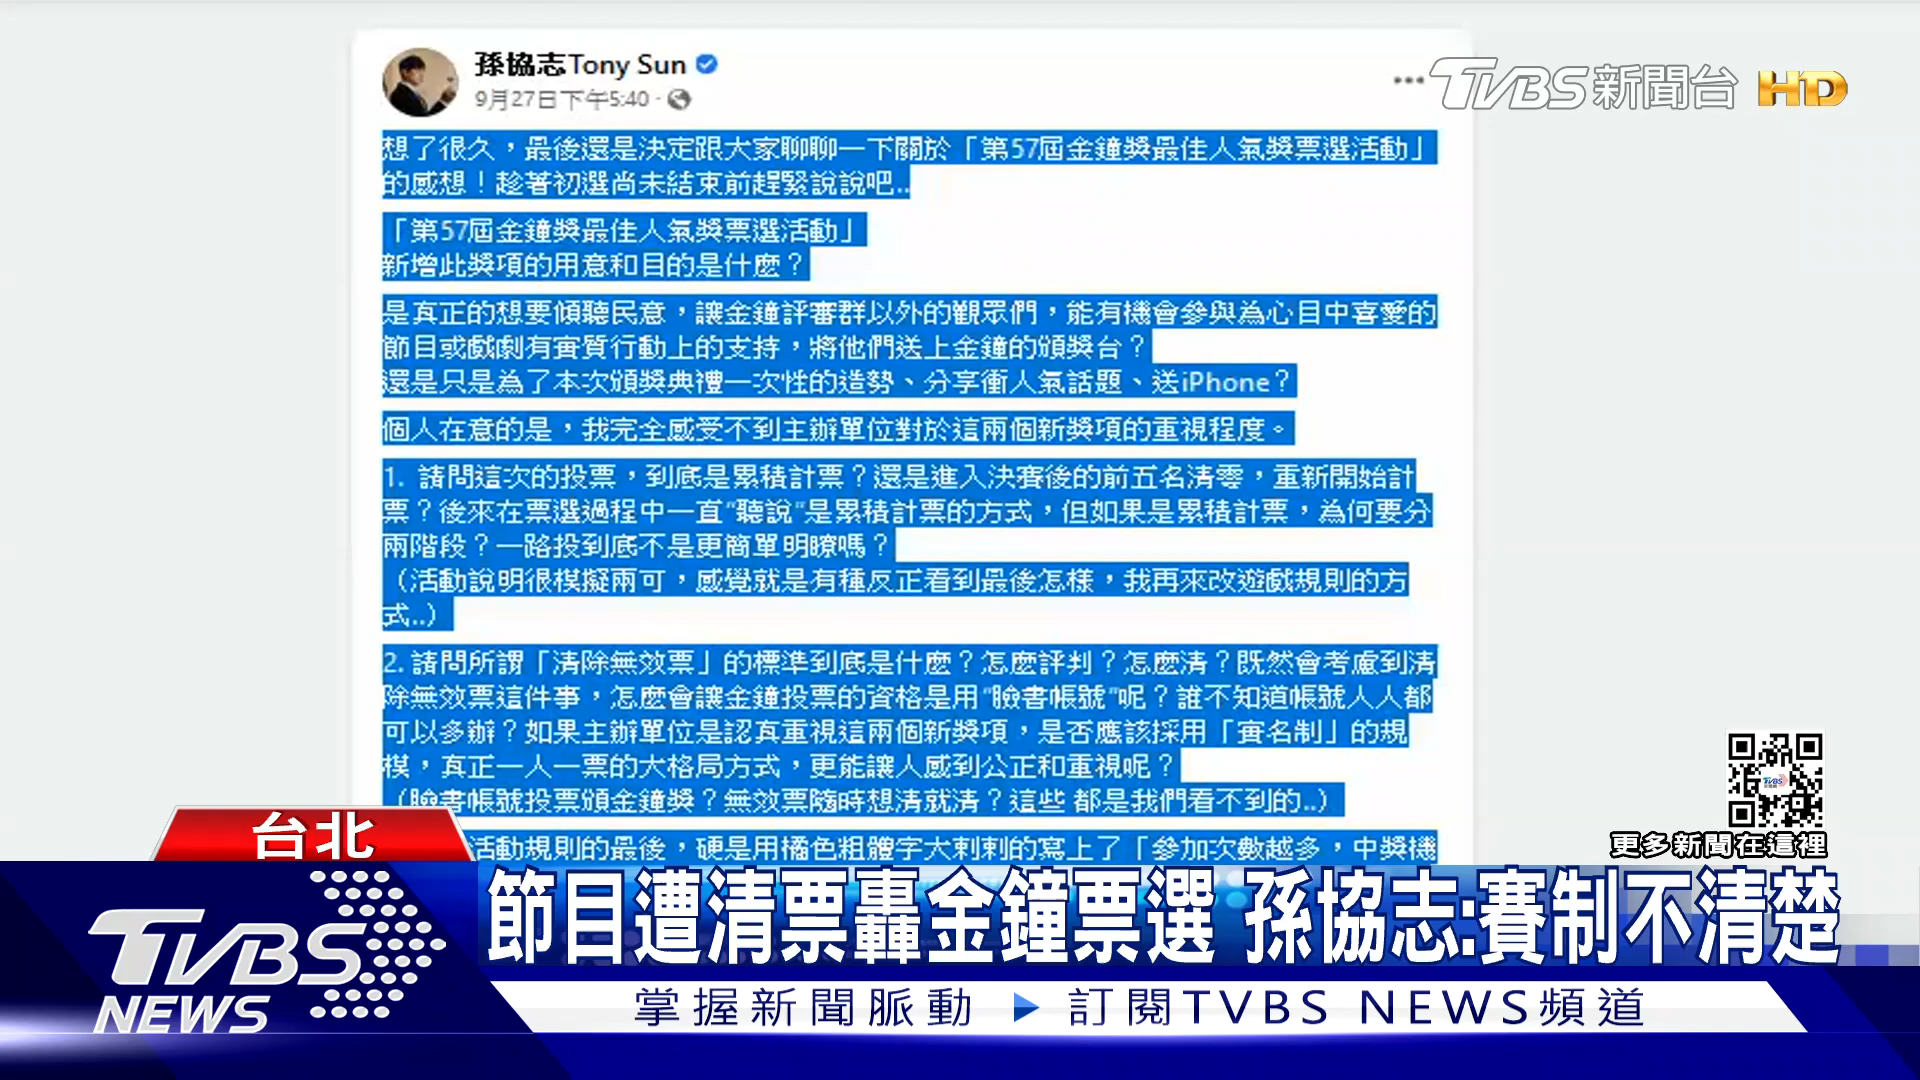 孫協志Tony Sun
9月27日下午5:40
TVBS新聞台 HD
想了很久，最後還是決定跟大家聊聊一下關於「第57屆金鐘獎最佳人氣獎票選活動」
的感想！趁著初選尚未結束前趕緊說說吧..
「第57屆金鐘獎最佳人氣獎票選活動」
新增此獎項的用意和目的是什麼？
是真正的想要傾聽民意，讓金鐘評審群以外的觀眾們，能有機會參與為心目中喜愛的
節目或戲劇有實質行動上的支持，將他們送上金鐘的頒獎台？
還是只是為了本次頒獎典禮一次性的造勢、分享衝人氣話題、送iPhone？
個人在意的是，我完全感受不到主辦單位對於這兩個新獎項的重視程度。
1. 請問這次的投票，到底是累積計票？還是進入決賽後的前五名清零，重新開始計
票？後來在票選過程中一直"聽說"是累積計票的方式，但如果是累積計票，為何要分
兩階段？一路投到底不是更簡單明瞭嗎？
（活動說明很模擬兩可，感覺就是有種反正看到最後怎樣，我再來改遊戲規則的方
式..）
2. 請問所謂「清除無效票」的標準到底是什麼？怎麼評判？怎麼清？既然會考慮到清
除無效票這件事，怎麼會讓金鐘投票的資格是用"臉書帳號"呢？誰不知道帳號人人都
可以多辦？如果主辦單位是認真重視這兩個新獎項，是否應該採用「實名制」的規
模，真正一人一票的大格局方式，更能讓人感到公正和重視呢？
（臉書帳號投票頒金鐘獎？無效票隨時想清就清？這些 都是我們看不到的..）
活動規則的最後，硬是用橘色粗體字大剌剌的寫上了「參加次數越多，中獎機
TVBS
更多新聞在這裡
台北
節目遭清票轟金鐘票選 孫協志:賽制不清楚
TVBS NEWS
掌握新聞脈動 ▶ 訂閱TVBS NEWS頻道